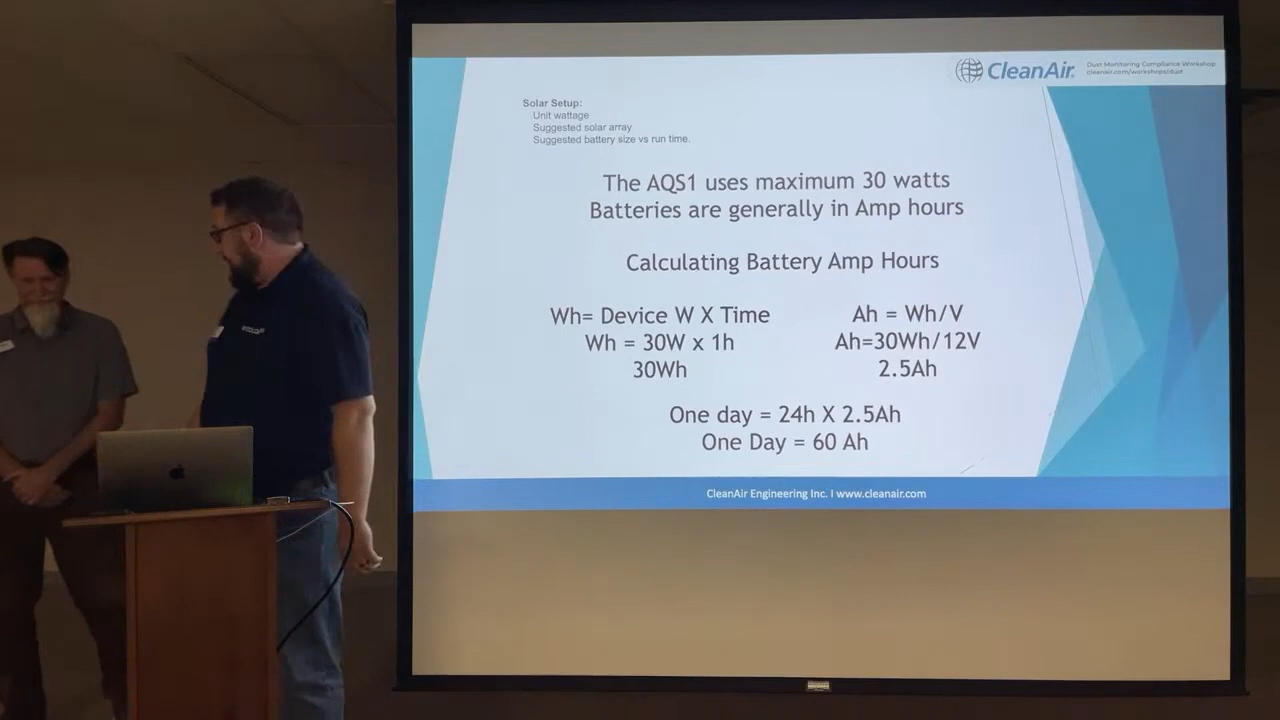 CleanAir.
Dust Monitoring Compliance Workshop
cleanair.com/workshops/dust
Solar Setup:
Unit wattage
Suggested solar array
Suggested battery size vs run time.
The AQS1 uses maximum 30 watts
Batteries are generally in Amp hours
Calculating Battery Amp Hours
Wh= Device W X Time
Wh = 30W x 1h
30Wh
Ah = Wh/V
Ah=30Wh/12V
2.5Ah
One day = 24h X 2.5Ah
One Day = 60 Ah
CleanAir Engineering Inc. I www.cleanair.com